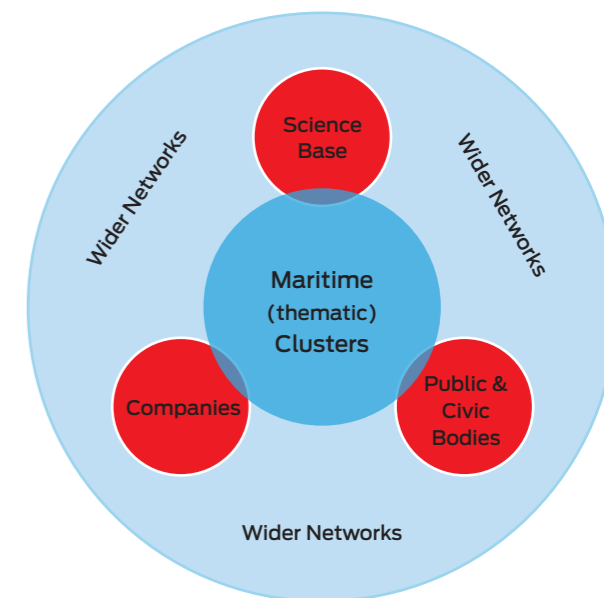 Science
Base
Wider Networks
Wider Networks
Maritime
(thematic)
Clusters
Companies
Public &
Civic
Bodies
Wider Networks